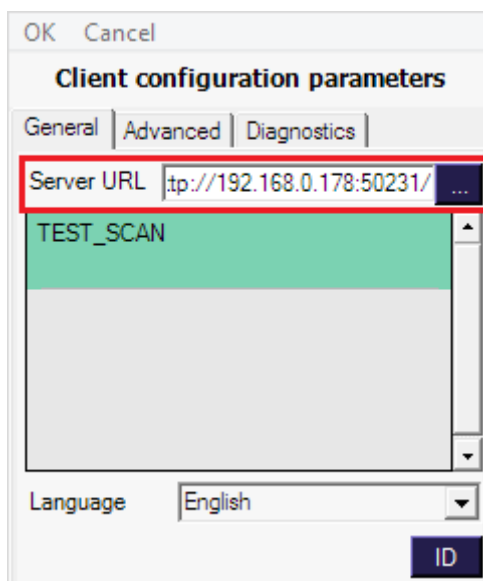 OK Cancel
Client configuration parameters
General Advanced Diagnostics
Server URL tp://192.168.0.178:50231/ ...
TEST_SCAN
Language English
ID